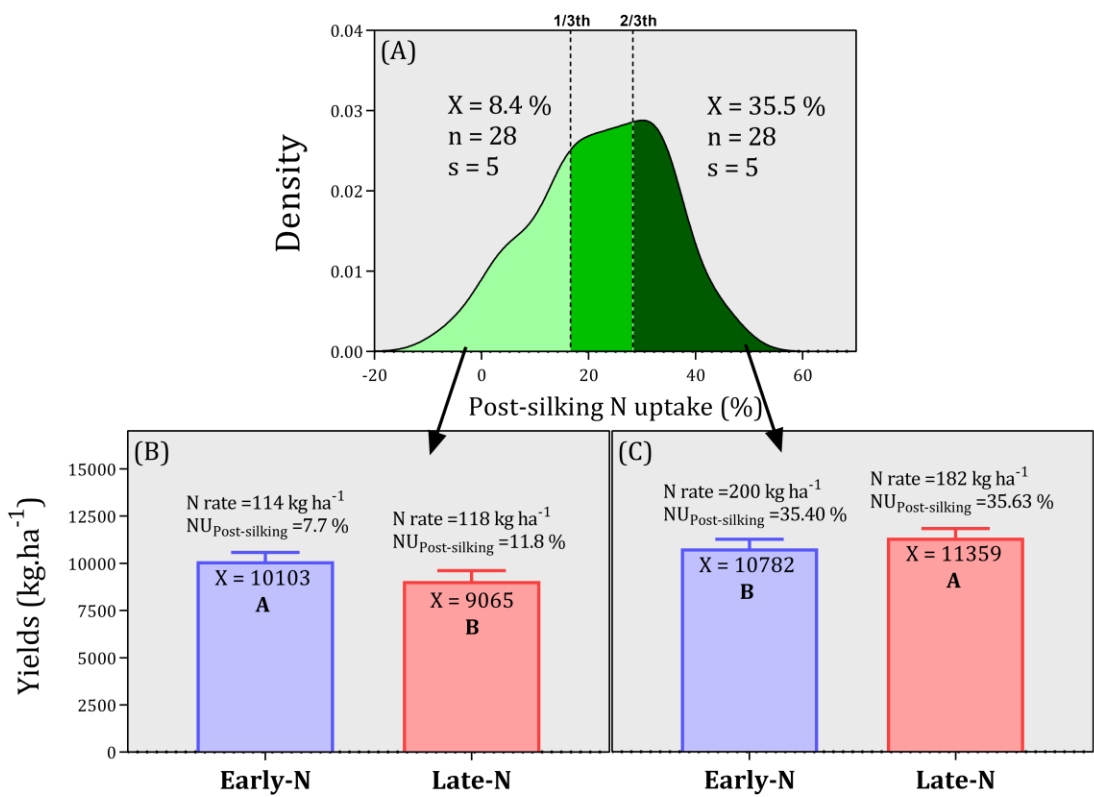 1/3th 2/3th
0.04
(A)
X = 8.4 %
n = 28
s = 5
X = 35.5 %
n = 28
s = 5
0.03
0.02
0.01
0.00
Density
-20 0 20 40 60
Post-silking N uptake (%)
(B)
15000
12500
10000
7500
5000
2500
0
Yields (kg.ha⁻¹)
N rate =114 kg ha⁻¹
NUPost-silking =7.7 %
X = 10103
A
N rate =118 kg ha⁻¹
NUPost-silking =11.8 %
X = 9065
B
Early-N Late-N
(C)
N rate =200 kg ha⁻¹
NUPost-silking =35.40 %
X = 10782
B
N rate =182 kg ha⁻¹
NUPost-silking =35.63 %
X = 11359
A
Early-N Late-N